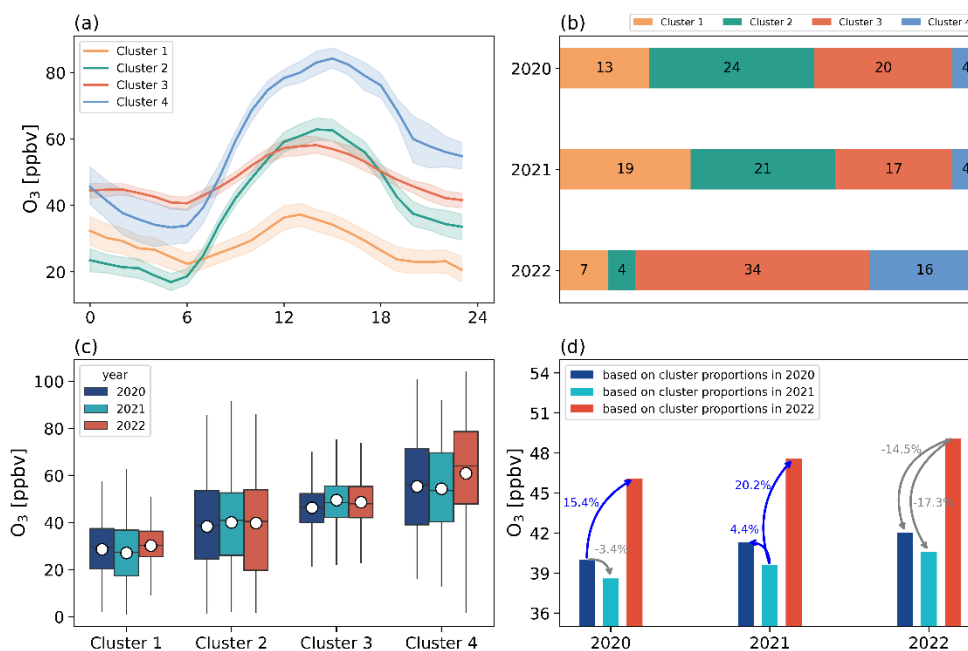 (a)
Cluster 1
Cluster 2
Cluster 3
Cluster 4
O3 [ppbv]
80
60
40
20
0
6
12
18
24
(b)
Cluster 1
Cluster 2
Cluster 3
Cluster 4
2020
13
24
20
4
2021
19
21
17
4
2022
7
4
34
16
(c)
year
2020
2021
2022
O3 [ppbv]
100
80
60
40
20
0
Cluster 1
Cluster 2
Cluster 3
Cluster 4
(d)
based on cluster proportions in 2020
based on cluster proportions in 2021
based on cluster proportions in 2022
O3 [ppbv]
54
51
48
45
42
39
36
15.4%
-3.4%
20.2%
4.4%
-14.5%
-17.3%
2020
2021
2022